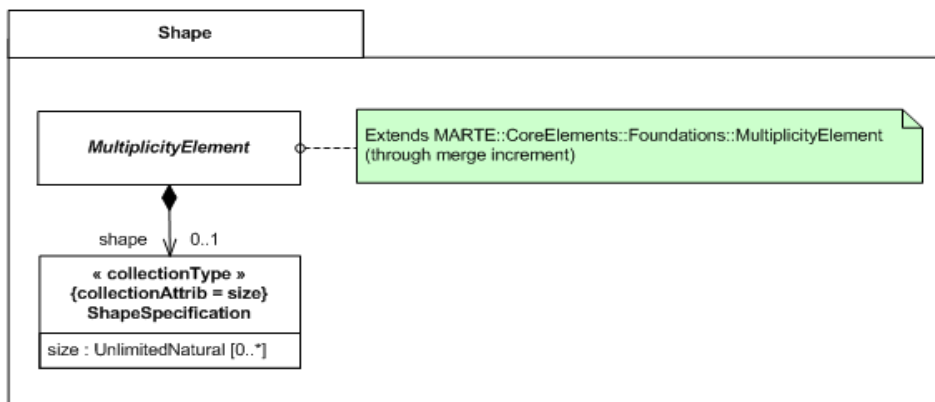 Shape
MultiplicityElement
Extends MARTE::CoreElements::Foundations::MultiplicityElement
(through merge increment)
shape 0..1
« collectionType »
{collectionAttrib = size}
ShapeSpecification
size : UnlimitedNatural [0..*]